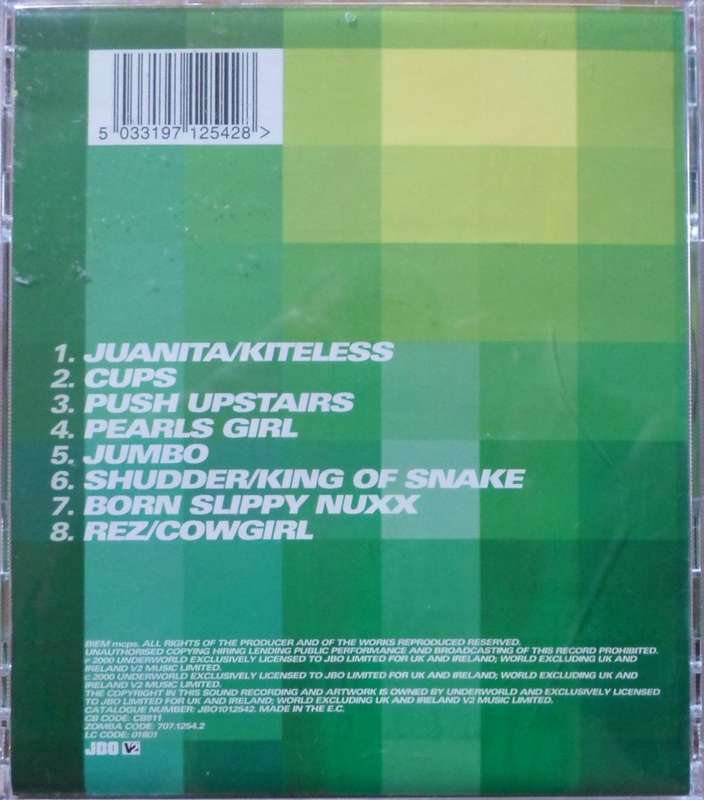 5 033197 125428 >
1. JUANITA/KITELESS
2. CUPS
3. PUSH UPSTAIRS
4. PEARLS GIRL
5. JUMBO
6. SHUDDER/KING OF SNAKE
7. BORN SLIPPY NUXX
8. REZ/COWGIRL
BIEM mcps. ALL RIGHTS OF THE PRODUCER AND OF THE WORKS REPRODUCED RESERVED.
UNAUTHORISED COPYING HIRING LENDING PUBLIC PERFORMANCE AND BROADCASTING OF THIS RECORD PROHIBITED.
℗ 2000 UNDERWORLD EXCLUSIVELY LICENSED TO JBO LIMITED FOR UK AND IRELAND; WORLD EXCLUDING UK AND
IRELAND V2 MUSIC LIMITED.
© 2000 UNDERWORLD EXCLUSIVELY LICENSED TO JBO LIMITED FOR UK AND IRELAND; WORLD EXCLUDING UK AND
IRELAND V2 MUSIC LIMITED.
THE COPYRIGHT IN THIS SOUND RECORDING AND ARTWORK IS OWNED BY UNDERWORLD AND EXCLUSIVELY LICENSED
TO JBO LIMITED FOR UK AND IRELAND; WORLD EXCLUDING UK AND IRELAND V2 MUSIC LIMITED.
CATALOGUE NUMBER: JBO1012542. MADE IN THE E.C.
CB CODE: CB811
ZOMBA CODE: 707.1254.2
LC CODE: 01801
JBO V2